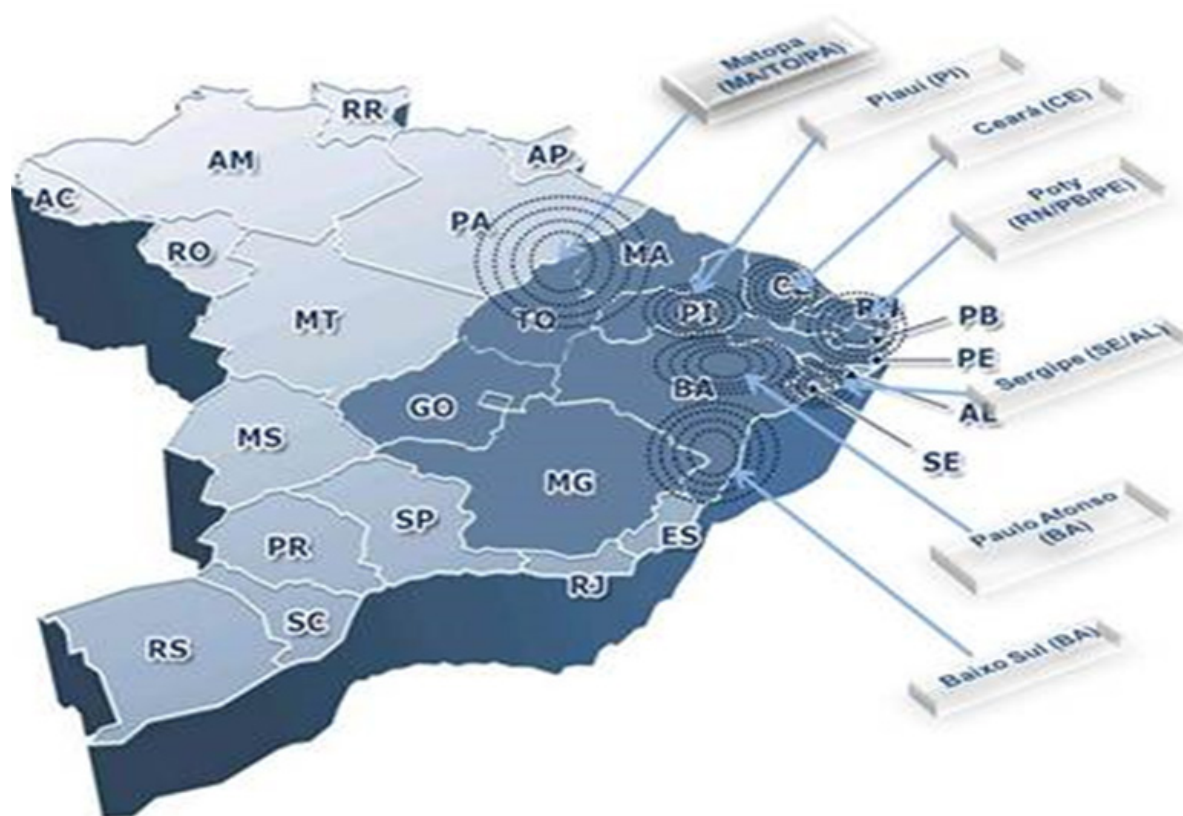 Matopa
(MA/TO/PA)
Piauí (PI)
Ceará (CE)
Poty
(RN/PB/PE)
RR
AM
AP
AC
PA
RO
MA
CE
MT
TO
PI
RN
PB
PE
Sergipe (SE/AL)
BA
GO
AL
MS
SE
MG
SP
Paulo Afonso
(BA)
ES
PR
RJ
SC
RS
Baixo Sul (BA)